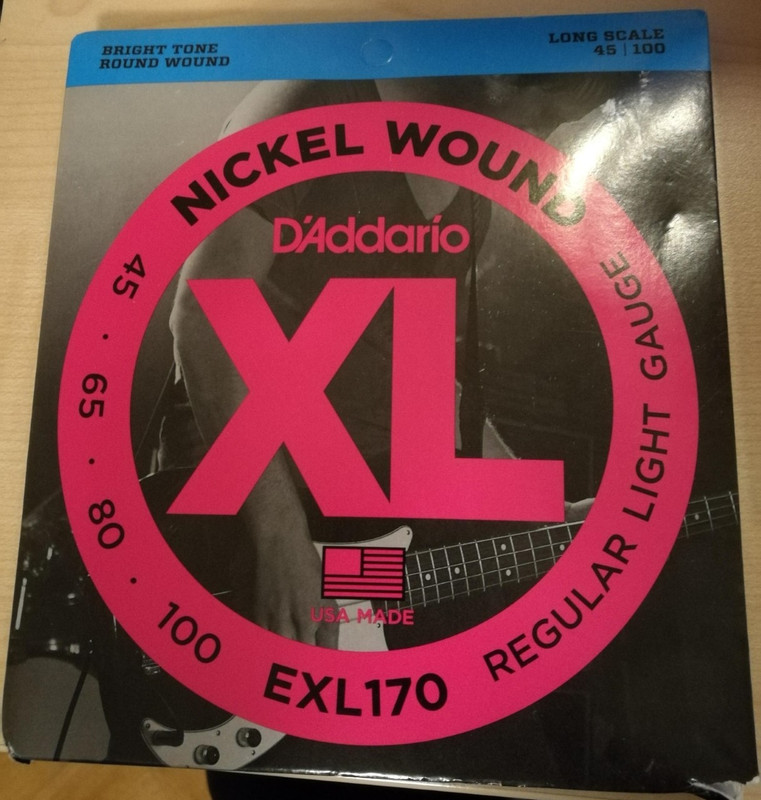 BRIGHT TONE
ROUND WOUND
LONG SCALE
45 | 100
NICKEL WOUND
D'Addario
XL
USA MADE
45 · 65 · 80 · 100
EXL170
REGULAR LIGHT GAUGE